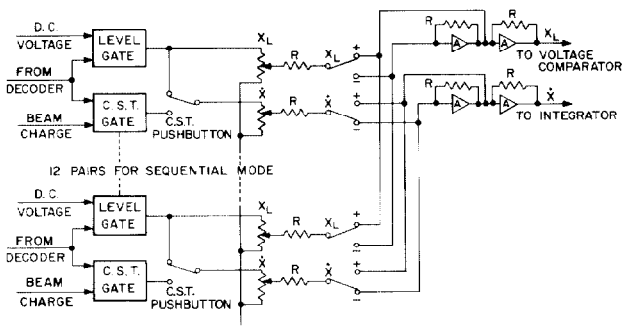 D.C.
VOLTAGE
LEVEL
GATE
FROM
DECODER
C.S.T.
GATE
BEAM
CHARGE
C.S.T.
PUSHBUTTON
XL
R
XL
+
−
Ẋ
R
Ẋ
+
−
R
A
R
A
XL
TO VOLTAGE
COMPARATOR
R
A
R
A
Ẋ
TO INTEGRATOR
12 PAIRS FOR SEQUENTIAL MODE
D.C.
VOLTAGE
LEVEL
GATE
FROM
DECODER
C.S.T.
GATE
BEAM
CHARGE
C.S.T.
PUSHBUTTON
XL
R
XL
+
−
Ẋ
R
Ẋ
+
−